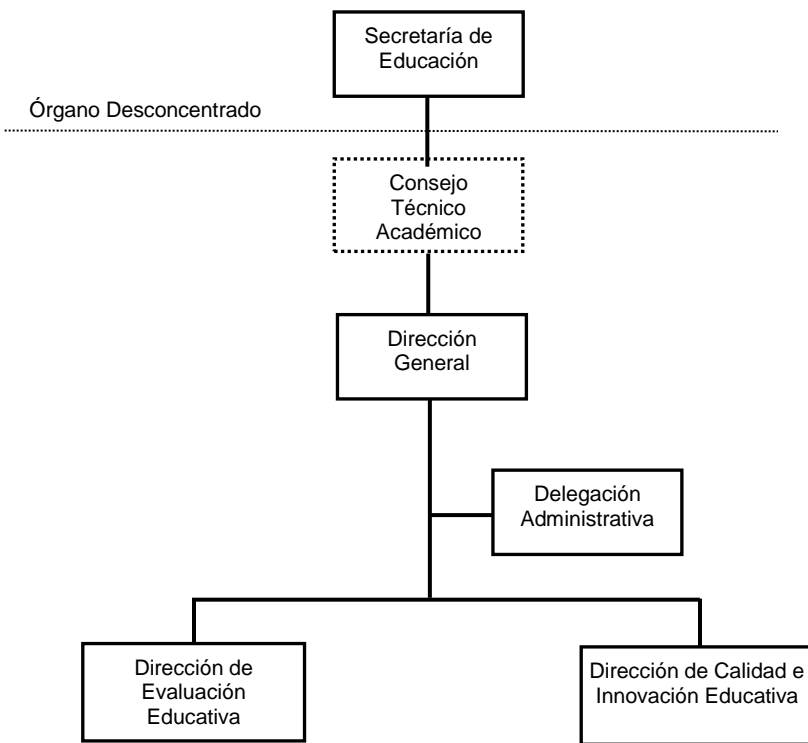 Secretaría de
Educación
Órgano Desconcentrado
Consejo
Técnico
Académico
Dirección
General
Delegación
Administrativa
Dirección de
Evaluación
Educativa
Dirección de Calidad e
Innovación Educativa